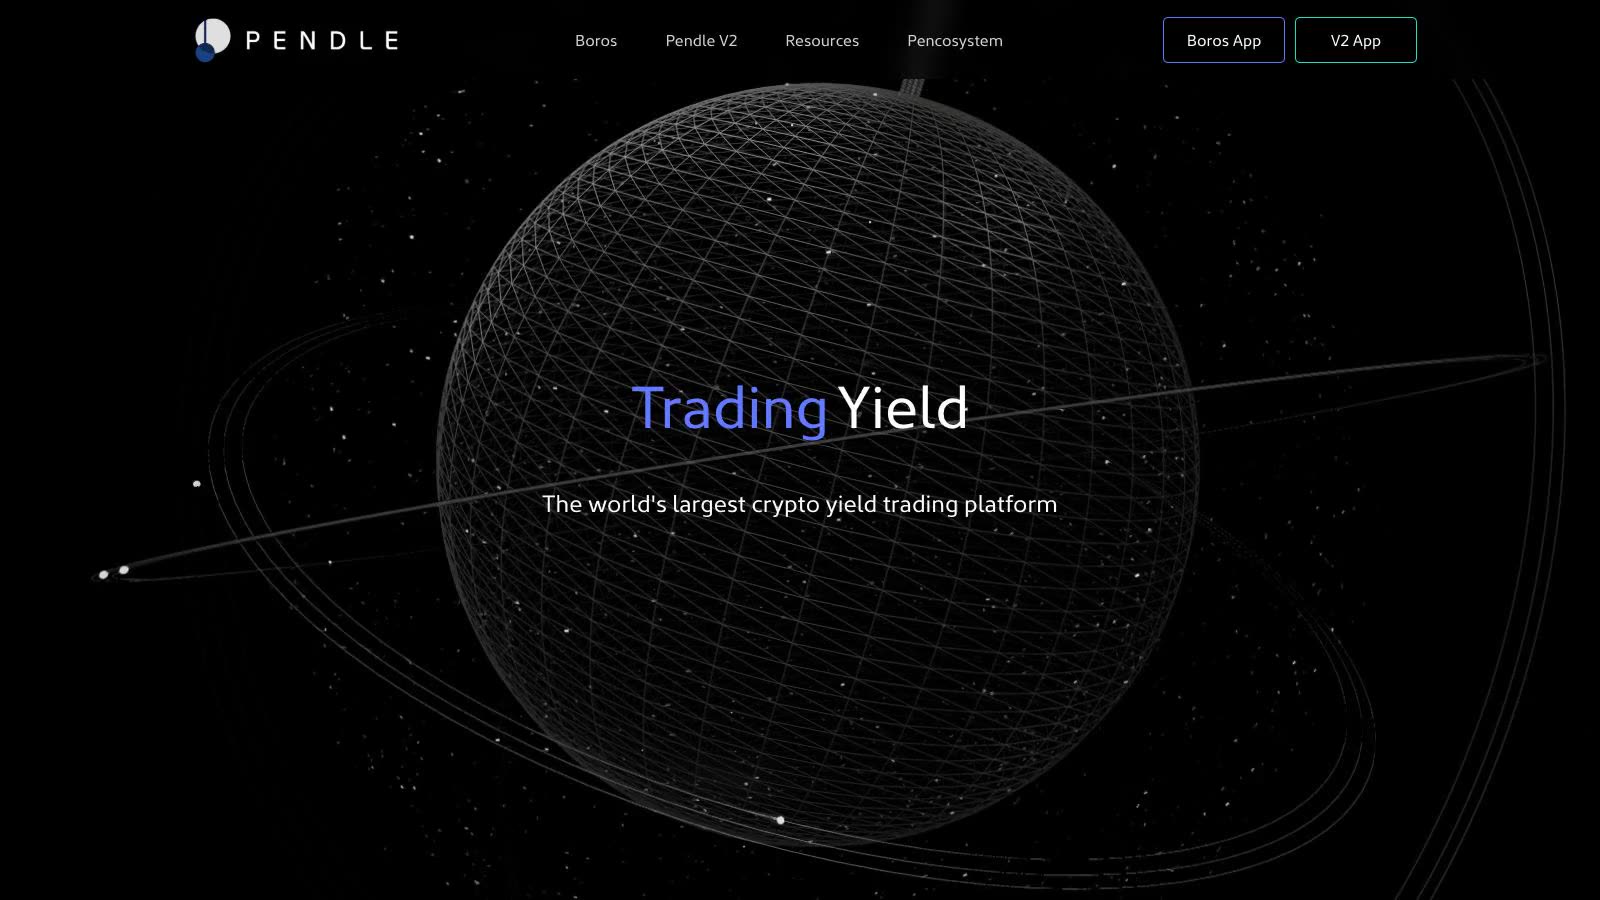 PENDLE
Boros
Pendle V2
Resources
Pencosystem
Boros App
V2 App
Trading Yield
The world's largest crypto yield trading platform